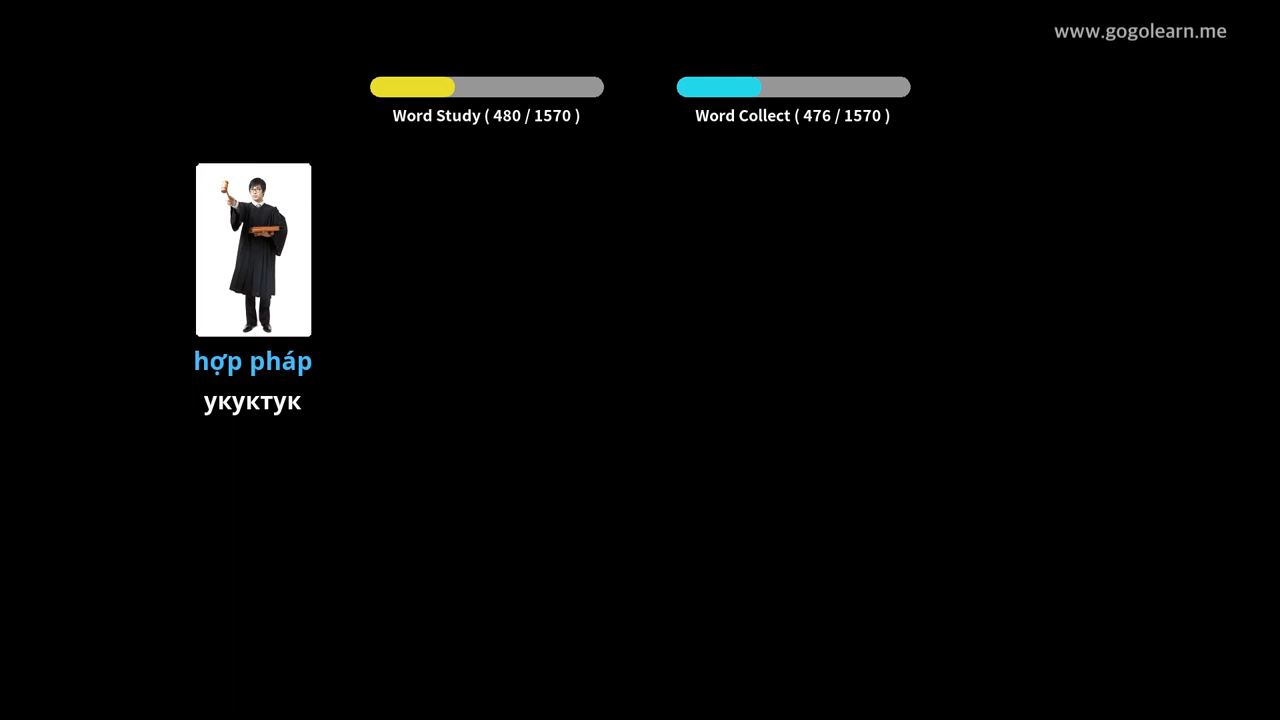 www.gogolearn.me
Word Study ( 480 / 1570 )
Word Collect ( 476 / 1570 )
hợp pháp
укуктук